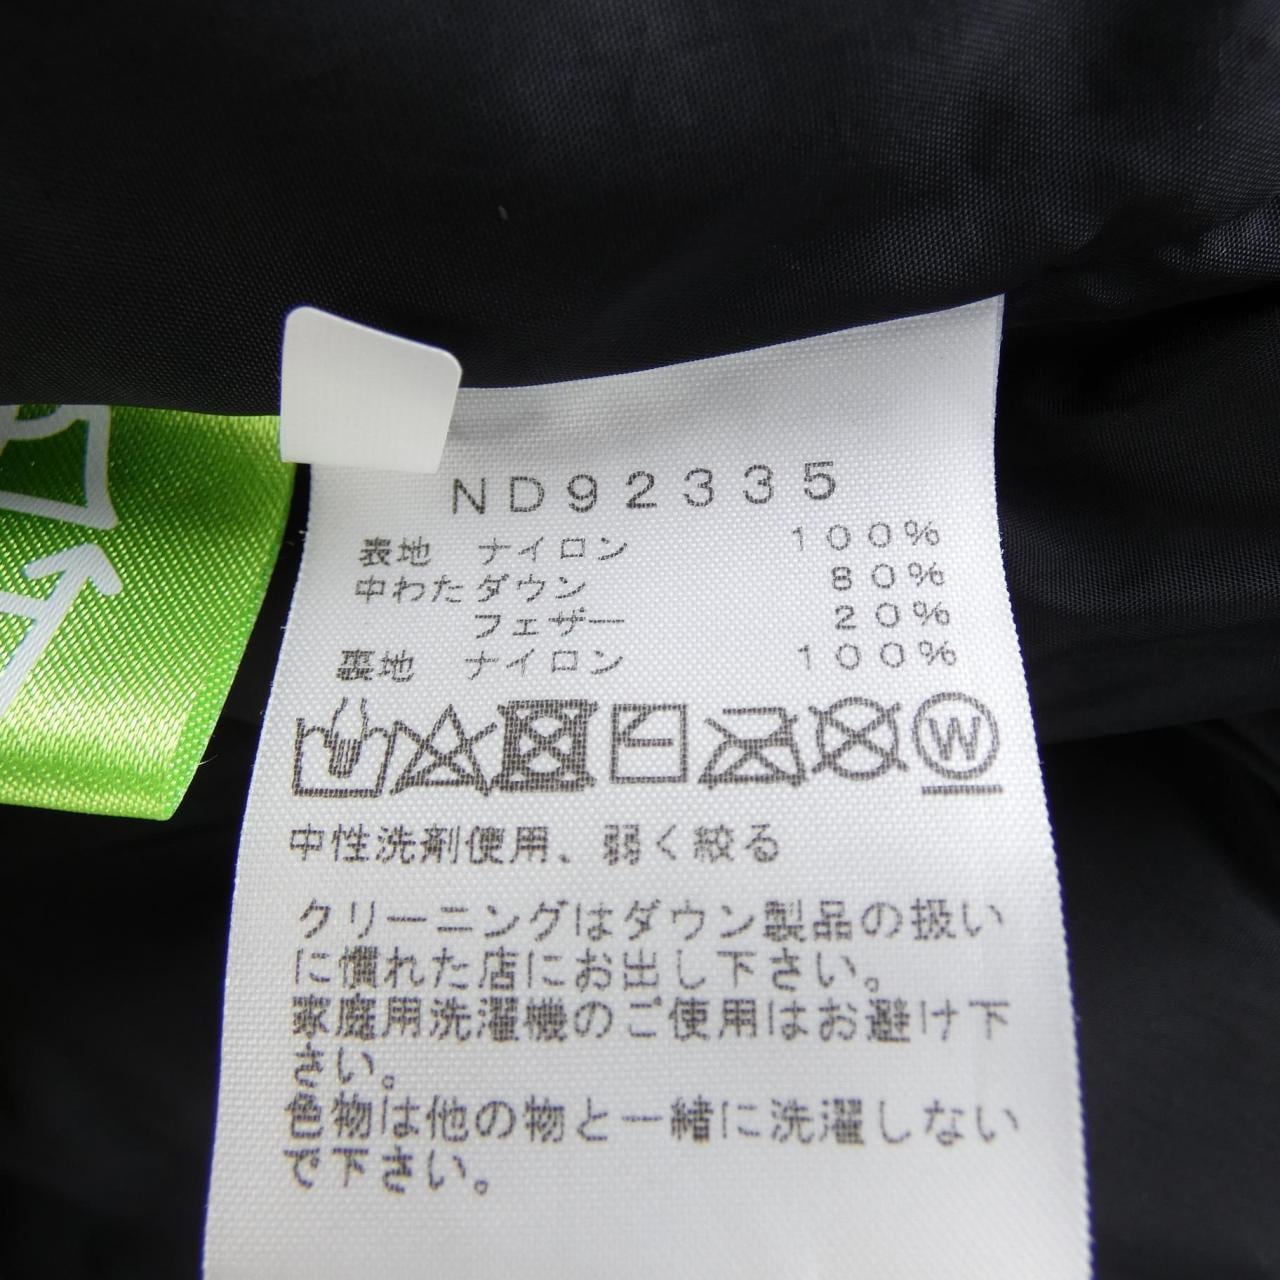 ND92335
表地 ナイロン 100%
中わた ダウン 80%
フェザー 20%
裏地 ナイロン 100%
W
中性洗剤使用、弱く絞る
クリーニングはダウン製品の扱い
に慣れた店にお出し下さい。
家庭用洗濯機のご使用はお避け下
さい。
色物は他の物と一緒に洗濯しない
で下さい。